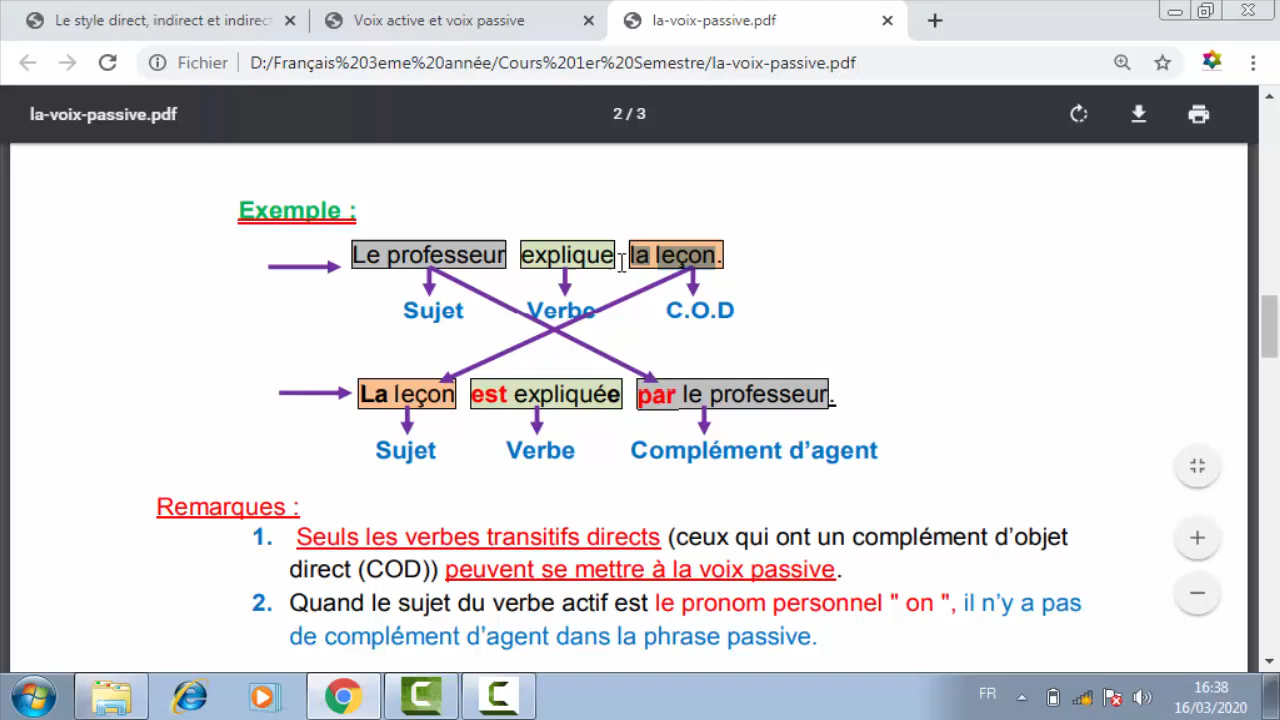 Le style direct, indirect et indirec
Voix active et voix passive
la-voix-passive.pdf
Fichier
D:/Français%203eme%20année/Cours%201er%20Semestre/la-voix-passive.pdf
la-voix-passive.pdf
2 / 3
Exemple :
Le professeur explique la leçon.
Sujet Verbe C.O.D
La leçon est expliquée par le professeur.
Sujet Verbe Complément d'agent
Remarques :
1. Seuls les verbes transitifs directs (ceux qui ont un complément d'objet
direct (COD)) peuvent se mettre à la voix passive.
2. Quand le sujet du verbe actif est le pronom personnel " on ", il n'y a pas
de complément d'agent dans la phrase passive.
FR
16:38
16/03/2020